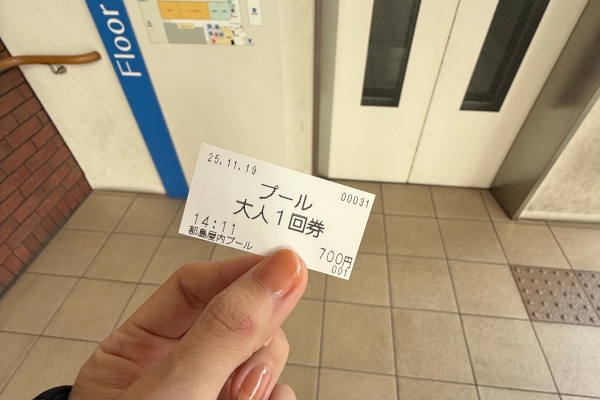 Floor
25.11.19
00031
プール
大人1回券
14:11
都島屋内プール
700円
001